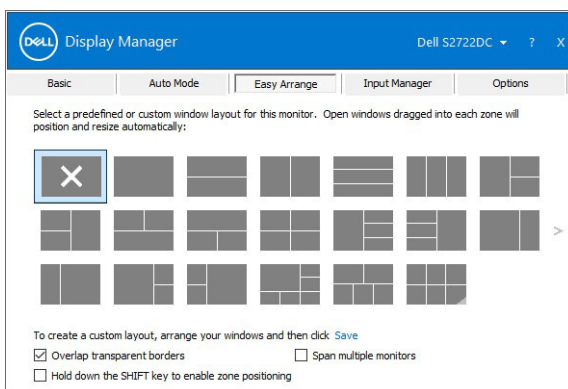 DELL Display Manager Dell S2722DC ? X
Basic Auto Mode Easy Arrange Input Manager Options
Select a predefined or custom window layout for this monitor. Open windows dragged into each zone will
position and resize automatically:
>
To create a custom layout, arrange your windows and then click Save
Overlap transparent borders Span multiple monitors
Hold down the SHIFT key to enable zone positioning